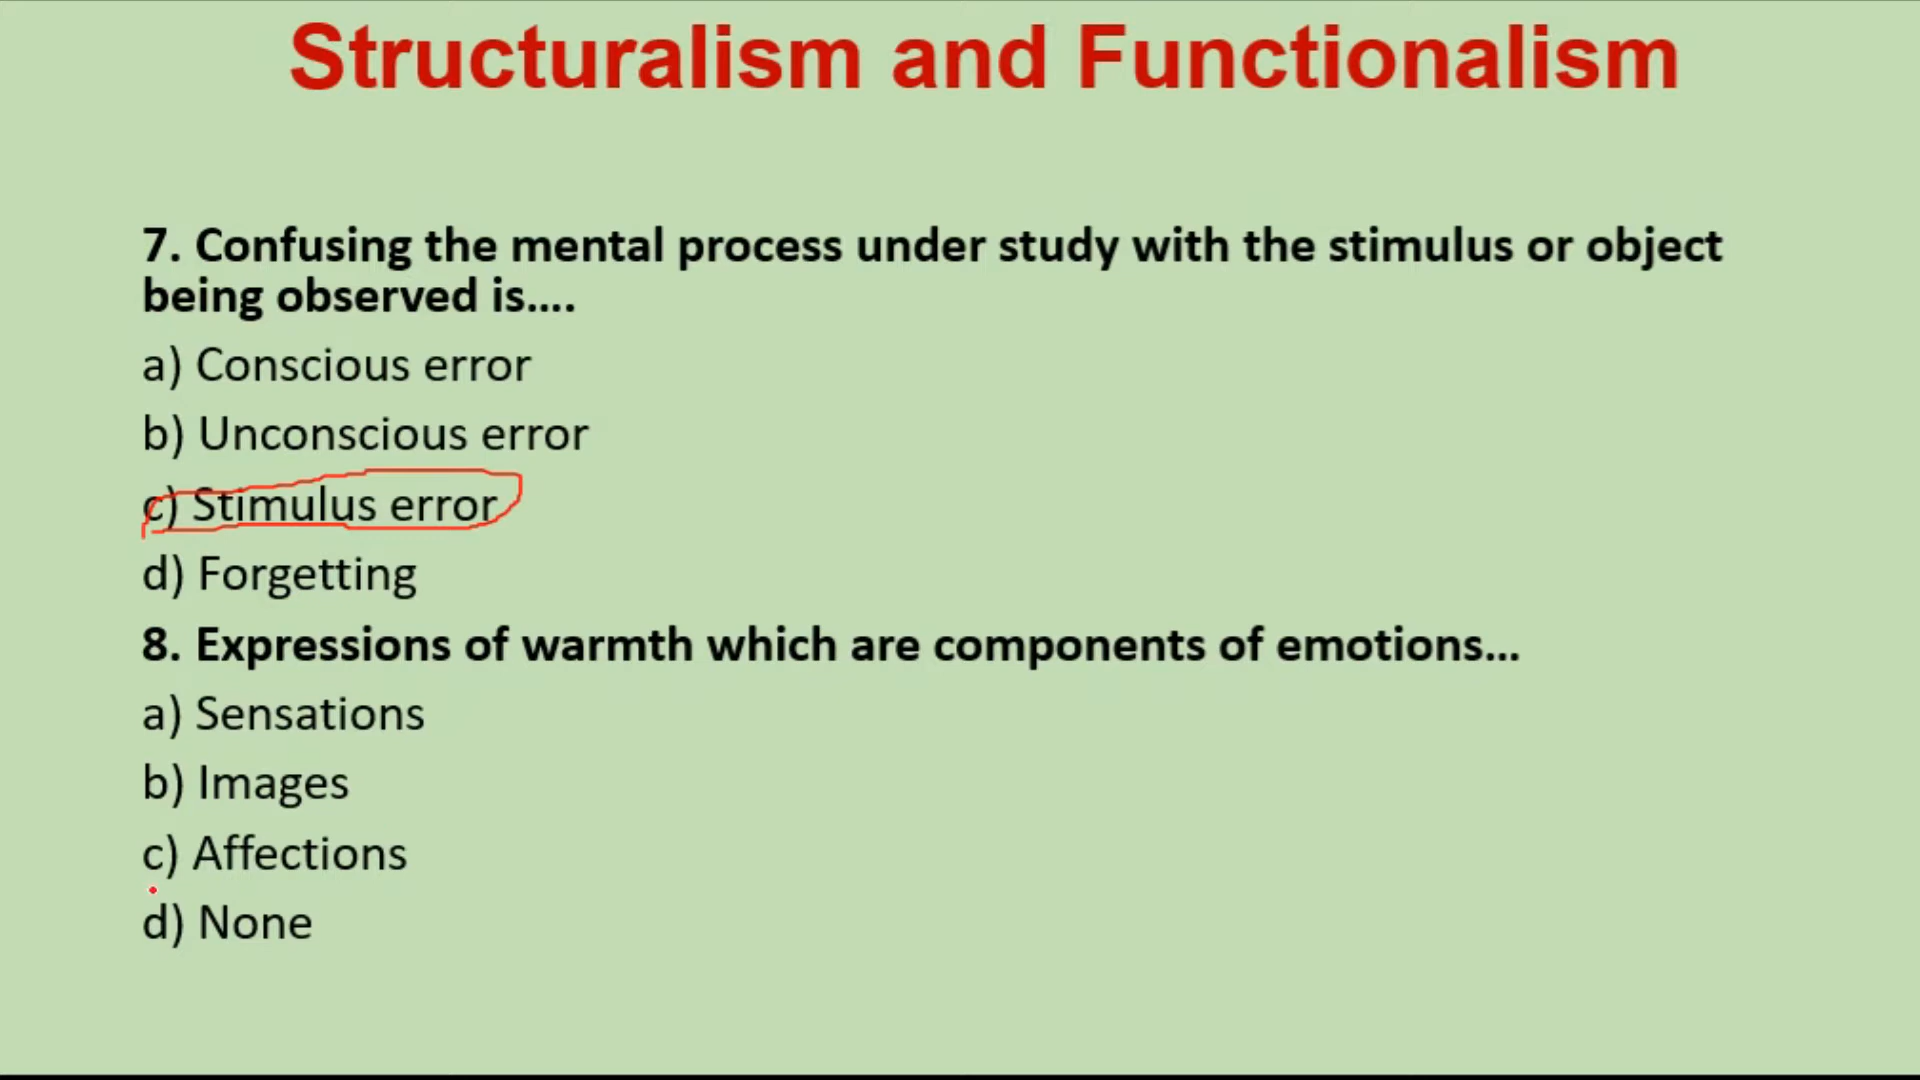 Structuralism and Functionalism
7. Confusing the mental process under study with the stimulus or object
being observed is....
a) Conscious error
b) Unconscious error
c) Stimulus error
d) Forgetting
8. Expressions of warmth which are components of emotions...
a) Sensations
b) Images
c) Affections
d) None